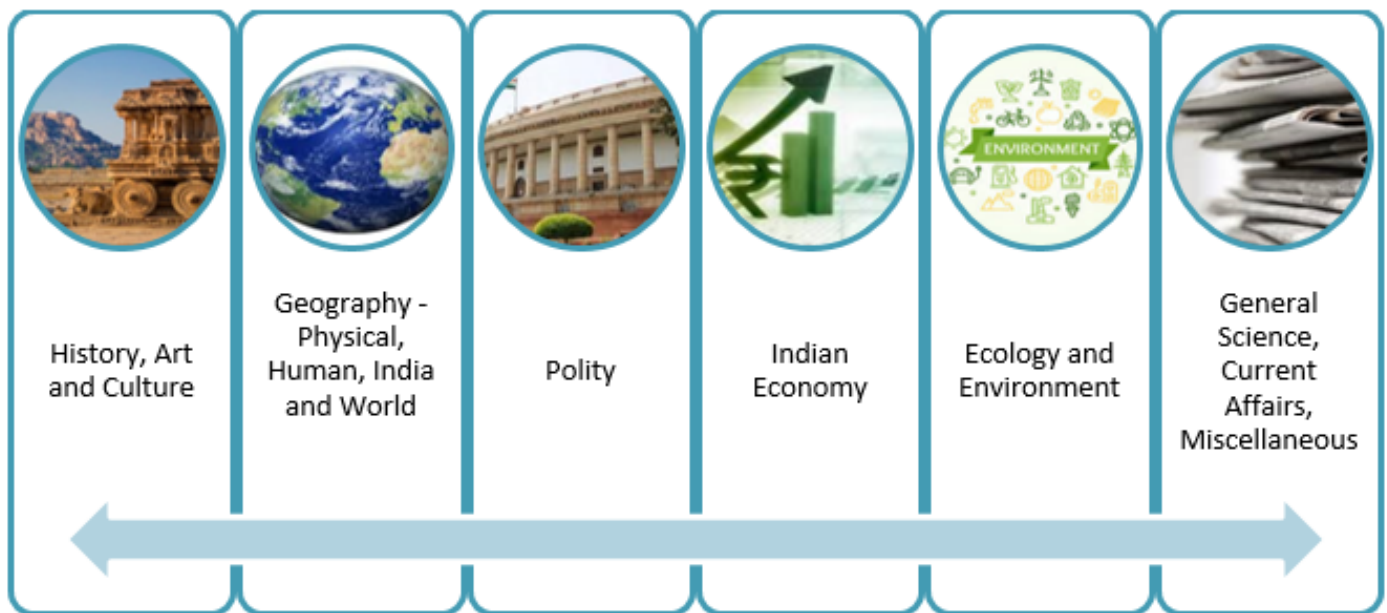 ENVIRONMENT
History, Art
and Culture
Geography -
Physical,
Human, India
and World
Polity
Indian
Economy
Ecology and
Environment
General
Science,
Current
Affairs,
Miscellaneous